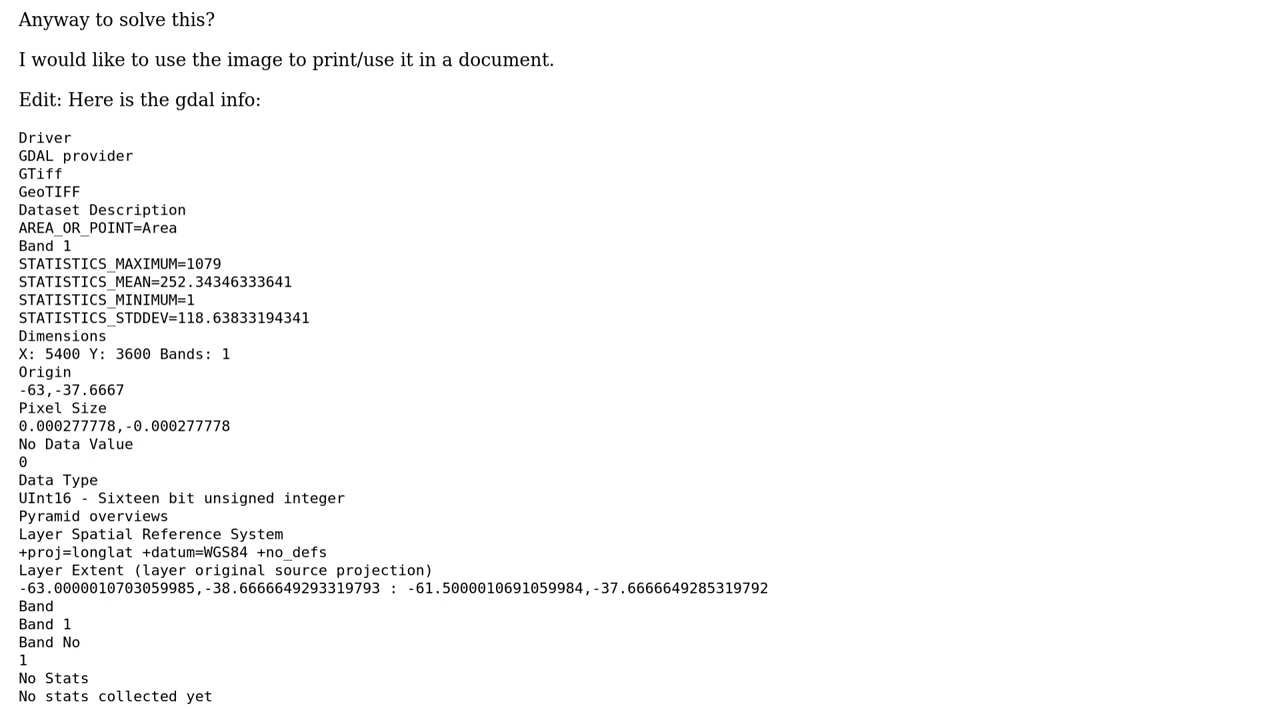 Anyway to solve this?
I would like to use the image to print/use it in a document.
Edit: Here is the gdal info:
Driver
GDAL provider
GTiff
GeoTIFF
Dataset Description
AREA_OR_POINT=Area
Band 1
STATISTICS_MAXIMUM=1079
STATISTICS_MEAN=252.34346333641
STATISTICS_MINIMUM=1
STATISTICS_STDDEV=118.63833194341
Dimensions
X: 5400 Y: 3600 Bands: 1
Origin
-63,-37.6667
Pixel Size
0.000277778,-0.000277778
No Data Value
0
Data Type
UInt16 - Sixteen bit unsigned integer
Pyramid overviews
Layer Spatial Reference System
+proj=longlat +datum=WGS84 +no_defs
Layer Extent (layer original source projection)
-63.0000010703059985,-38.6666649293319793 : -61.5000010691059984,-37.6666649285319792
Band
Band 1
Band No
1
No Stats
No stats collected yet